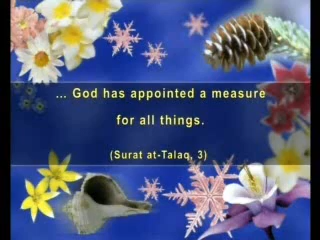 ... God has appointed a measure
for all things.
(Surat at-Talaq, 3)